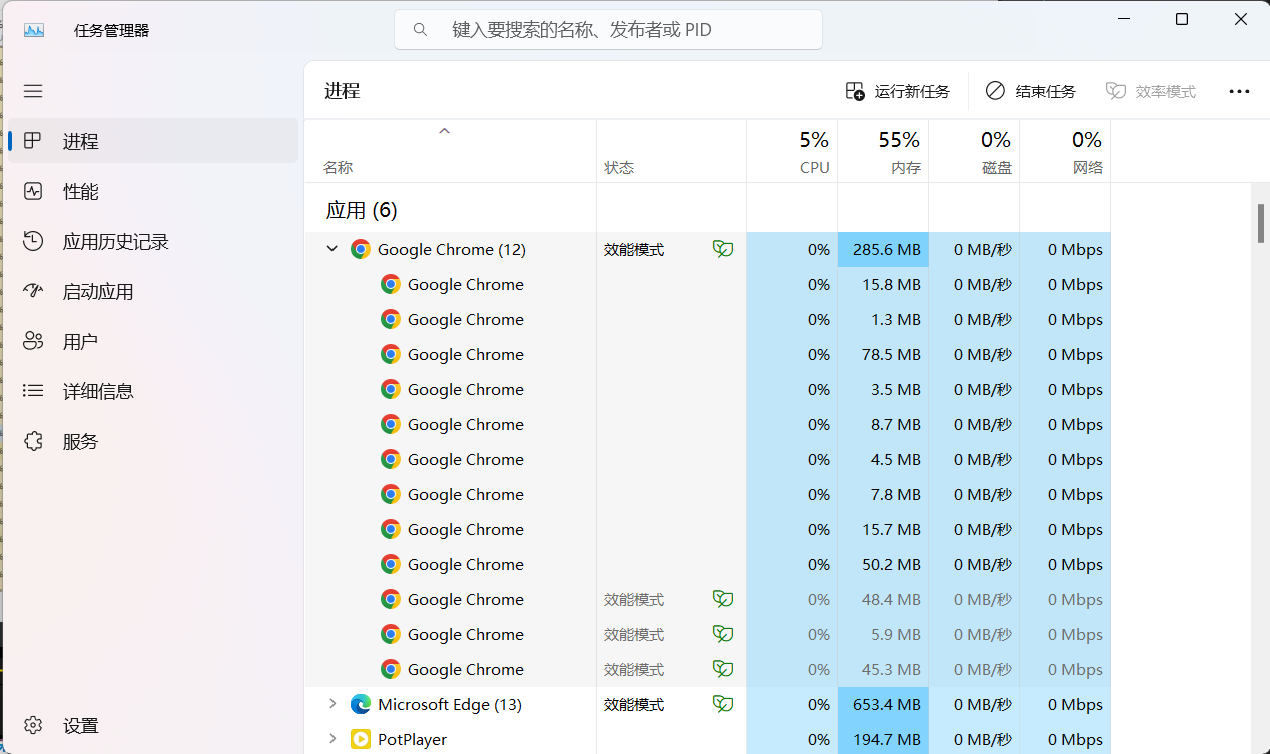 任务管理器
键入要搜索的名称、发布者或 PID
进程
性能
应用历史记录
启动应用
用户
详细信息
服务
设置
进程 运行新任务 结束任务 效率模式
5% 55% 0% 0%
名称 状态 CPU 内存 磁盘 网络
应用 (6)
Google Chrome (12) 效能模式 0% 285.6 MB 0 MB/秒 0 Mbps
Google Chrome 0% 15.8 MB 0 MB/秒 0 Mbps
Google Chrome 0% 1.3 MB 0 MB/秒 0 Mbps
Google Chrome 0% 78.5 MB 0 MB/秒 0 Mbps
Google Chrome 0% 3.5 MB 0 MB/秒 0 Mbps
Google Chrome 0% 8.7 MB 0 MB/秒 0 Mbps
Google Chrome 0% 4.5 MB 0 MB/秒 0 Mbps
Google Chrome 0% 7.8 MB 0 MB/秒 0 Mbps
Google Chrome 0% 15.7 MB 0 MB/秒 0 Mbps
Google Chrome 0% 50.2 MB 0 MB/秒 0 Mbps
Google Chrome 效能模式 0% 48.4 MB 0 MB/秒 0 Mbps
Google Chrome 效能模式 0% 5.9 MB 0 MB/秒 0 Mbps
Google Chrome 效能模式 0% 45.3 MB 0 MB/秒 0 Mbps
Microsoft Edge (13) 效能模式 0% 653.4 MB 0 MB/秒 0 Mbps
PotPlayer 0% 194.7 MB 0 MB/秒 0 Mbps